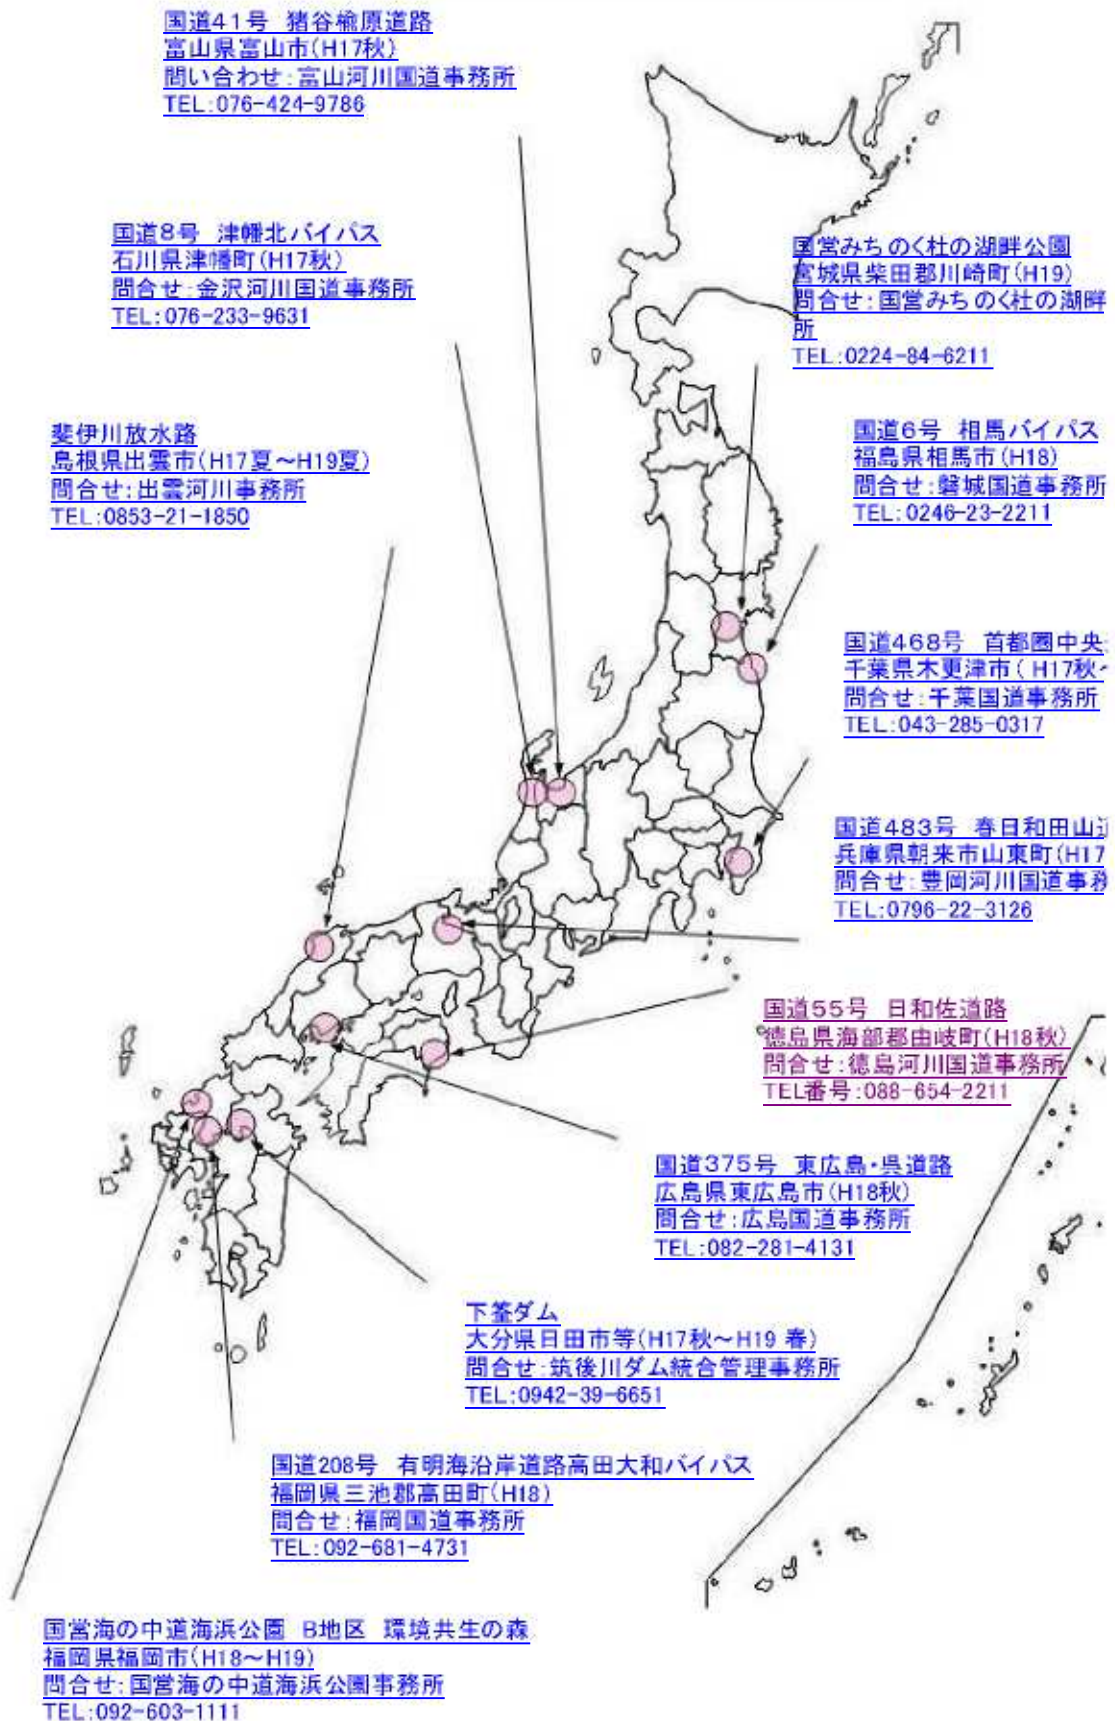 国道41号 猪谷楡原道路
富山県富山市(H17秋)
問い合わせ:富山河川国道事務所
TEL:076-424-9786
国道8号 津幡北バイパス
石川県津幡町(H17秋)
問合せ:金沢河川国道事務所
TEL:076-233-9631
国営みちのく杜の湖畔公園
宮城県柴田郡川崎町(H19)
問合せ:国営みちのく杜の湖畔
所
TEL:0224-84-6211
斐伊川放水路
島根県出雲市(H17夏～H19夏)
問合せ:出雲河川事務所
TEL:0853-21-1850
国道6号 相馬バイパス
福島県相馬市(H18)
問合せ:磐城国道事務所
TEL:0246-23-2211
国道468号 首都圏中央
千葉県木更津市( H17秋～
問合せ:千葉国道事務所
TEL:043-285-0317
国道483号 春日和田山道
兵庫県朝来市山東町(H17
問合せ:豊岡河川国道事務
TEL:0796-22-3126
国道55号 日和佐道路
徳島県海部郡由岐町(H18秋)
問合せ:徳島河川国道事務所
TEL番号:088-654-2211
国道375号 東広島・呉道路
広島県東広島市(H18秋)
問合せ:広島国道事務所
TEL:082-281-4131
下筌ダム
大分県日田市等(H17秋～H19 春)
問合せ:筑後川ダム統合管理事務所
TEL:0942-39-6651
国道208号 有明海沿岸道路高田大和バイパス
福岡県三池郡高田町(H18)
問合せ:福岡国道事務所
TEL:092-681-4731
国営海の中道海浜公園 B地区 環境共生の森
福岡県福岡市(H18～H19)
問合せ:国営海の中道海浜公園事務所
TEL:092-603-1111